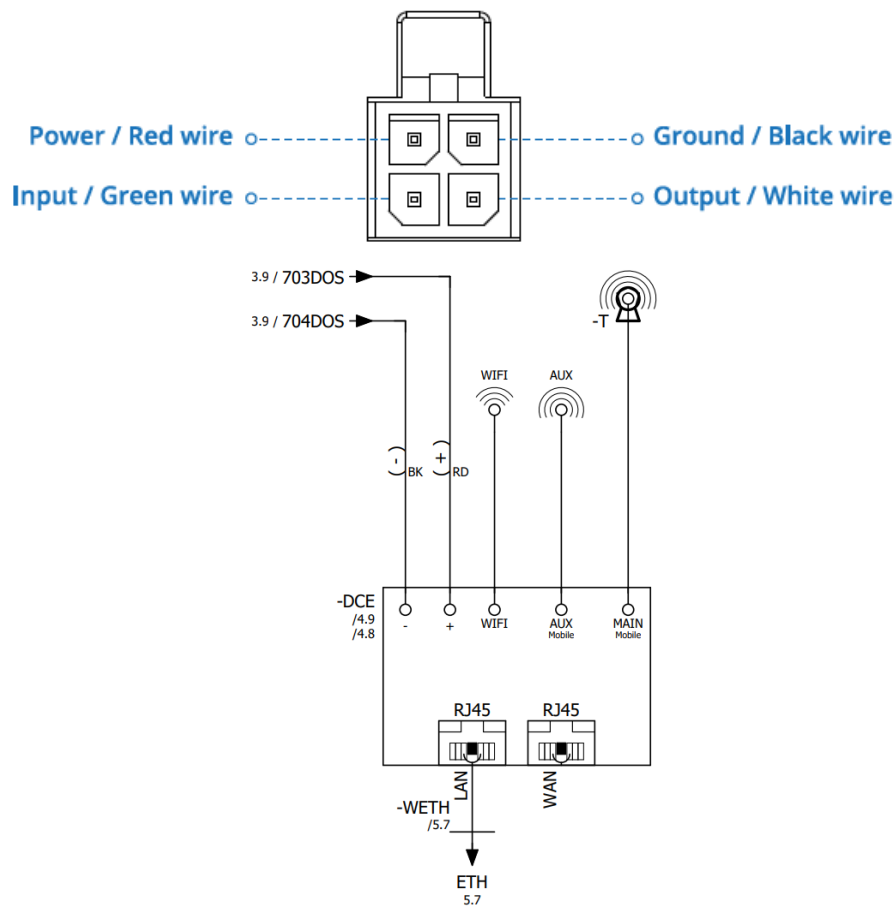 Power / Red wire
Ground / Black wire
Input / Green wire
Output / White wire
3.9 / 703DOS
3.9 / 704DOS
-T
WIFI
AUX
-
BK
+
RD
-DCE
/4.9
/4.8
-
+
WIFI
AUX
Mobile
MAIN
Mobile
RJ45
RJ45
LAN
WAN
-WETH
/5.7
ETH
5.7